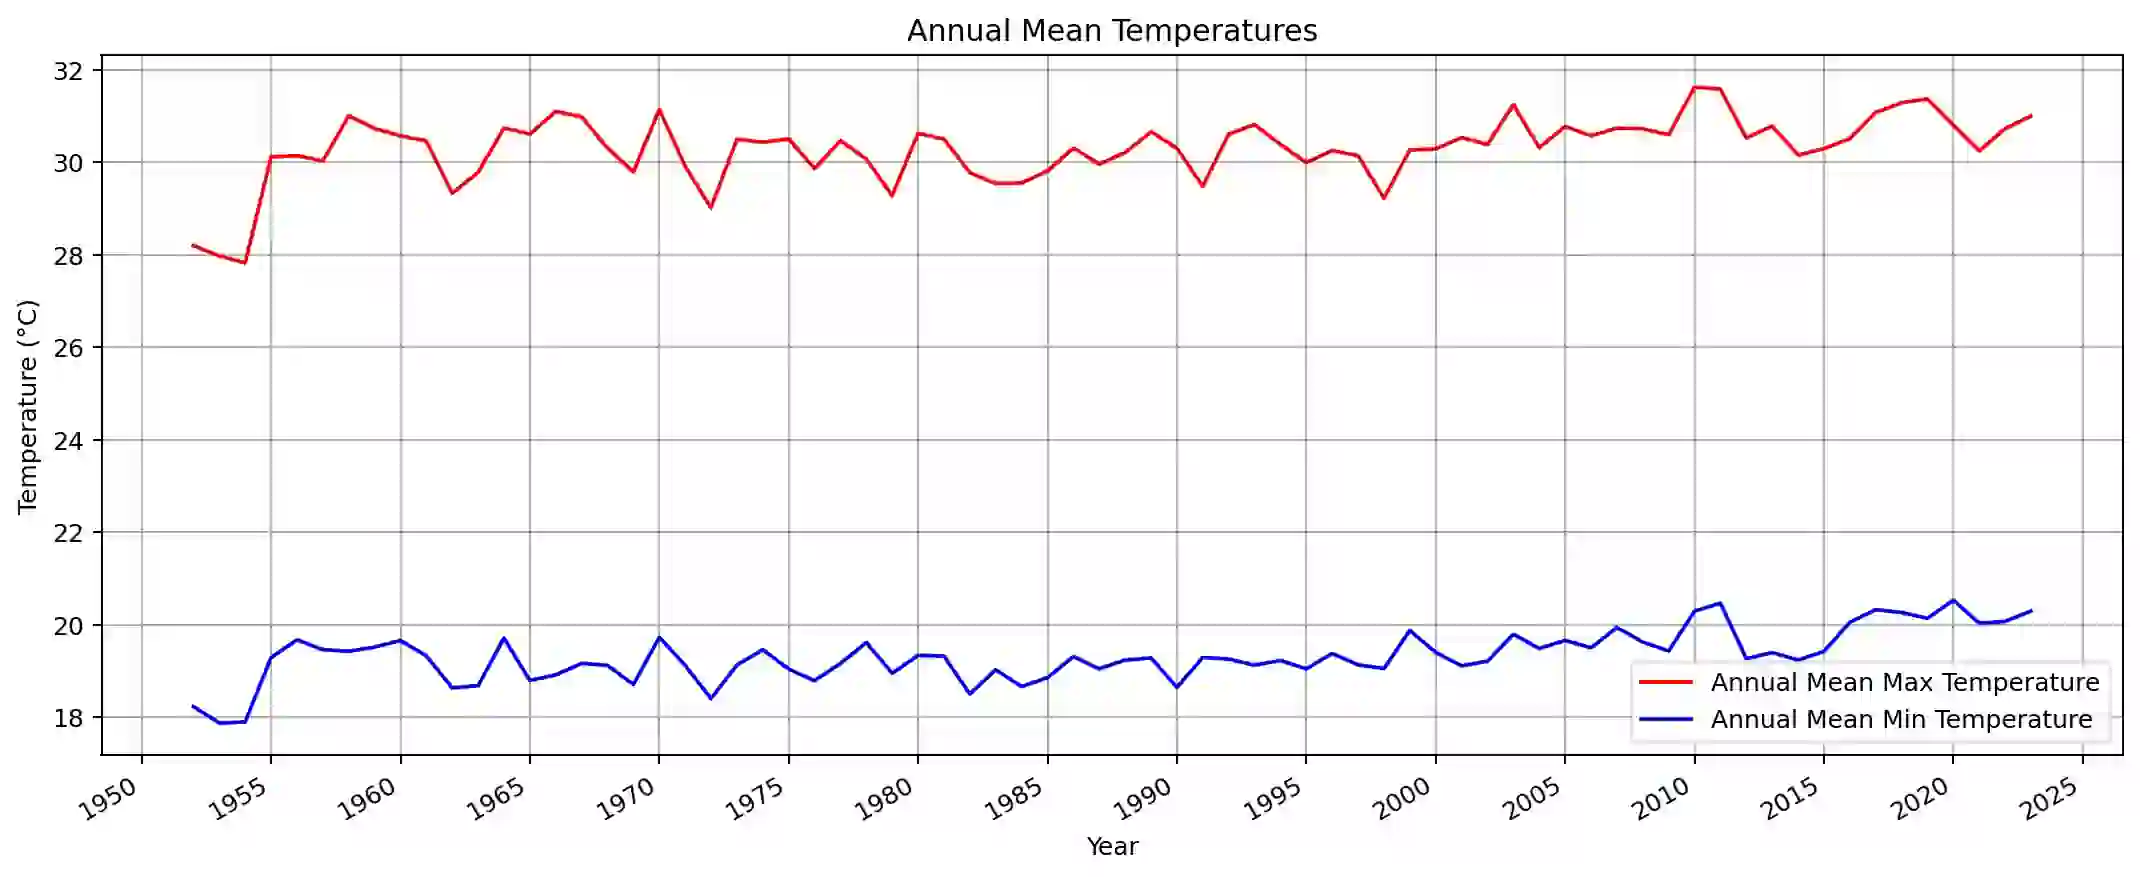 Annual Mean Temperatures
32
30
28
26
24
22
20
18
Temperature (°C)
Annual Mean Max Temperature
Annual Mean Min Temperature
1950 1955 1960 1965 1970 1975 1980 1985 1990 1995 2000 2005 2010 2015 2020 2025
Year